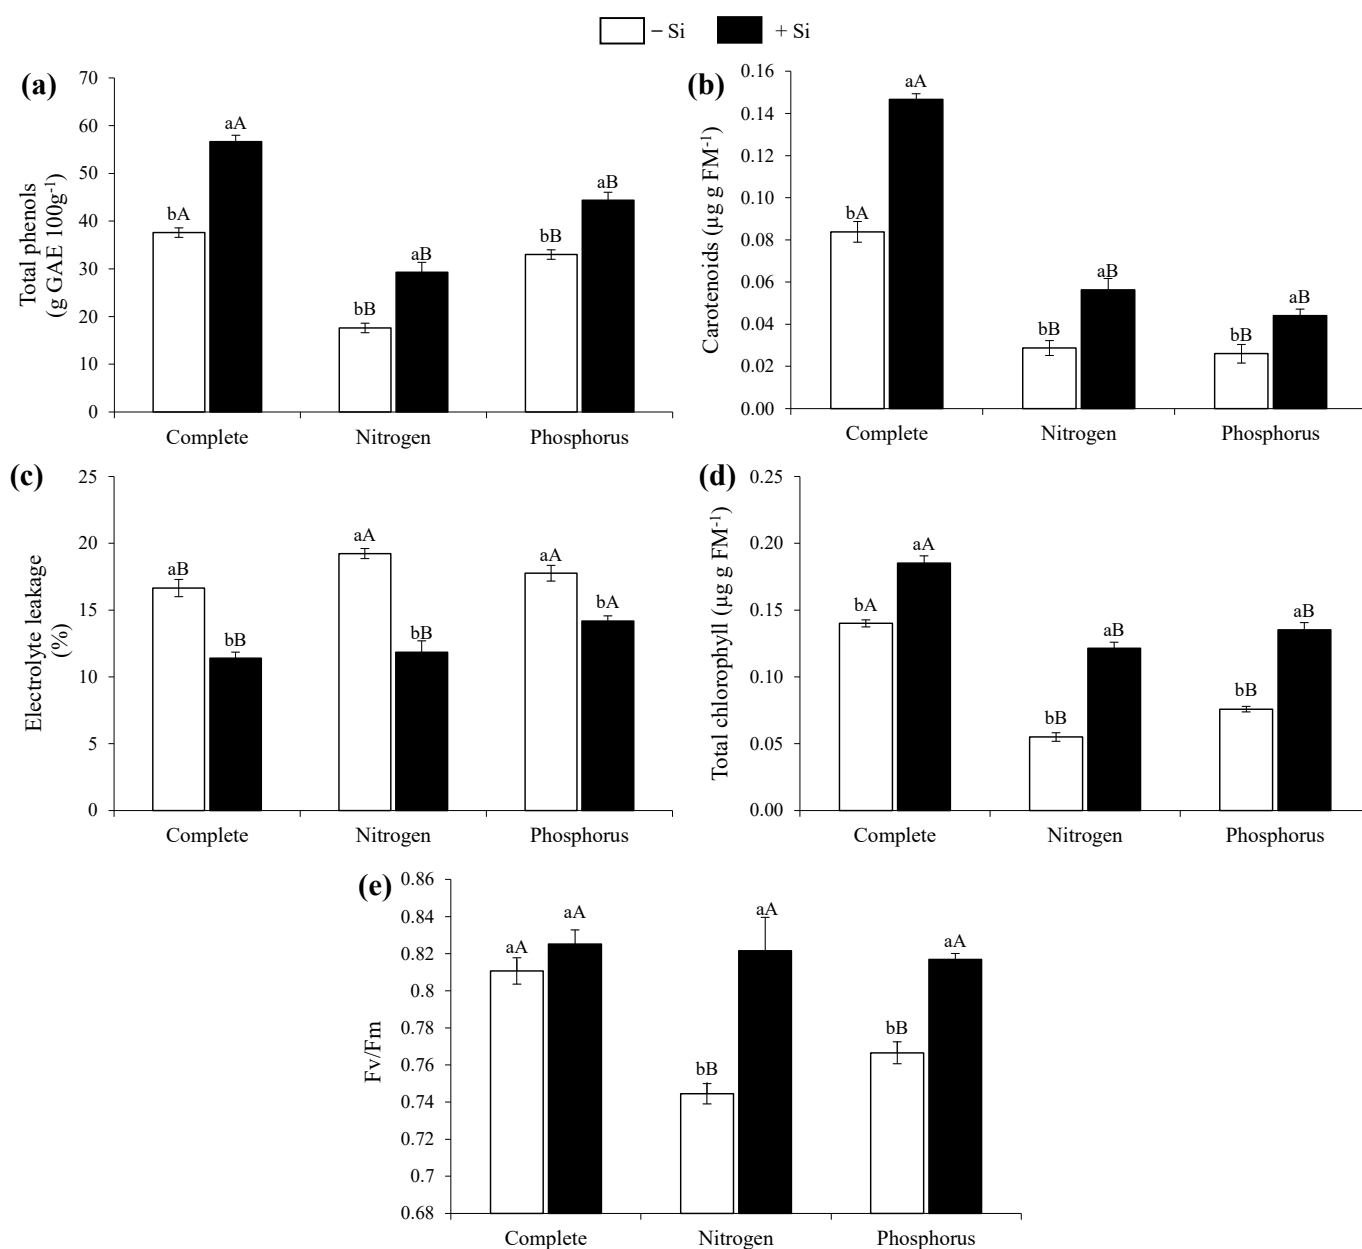 – Si + Si
(a)
Total phenols
(g GAE 100g⁻¹)
70
60
50
40
30
20
10
0
bA
aA
bB
aB
bB
aB
Complete Nitrogen Phosphorus
(b)
Carotenoids (µg g FM⁻¹)
0.16
0.14
0.12
0.10
0.08
0.06
0.04
0.02
0.00
bA
aA
bB
aB
bB
aB
Complete Nitrogen Phosphorus
(c)
Electrolyte leakage
(%)
25
20
15
10
5
0
aB
bB
aA
bB
aA
bA
Complete Nitrogen Phosphorus
(d)
Total chlorophyll (µg g FM⁻¹)
0.25
0.20
0.15
0.10
0.05
0.00
bA
aA
bB
aB
bB
aB
Complete Nitrogen Phosphorus
(e)
Fv/Fm
0.86
0.84
0.82
0.8
0.78
0.76
0.74
0.72
0.7
0.68
aA
aA
bB
aA
bB
aA
Complete Nitrogen Phosphorus